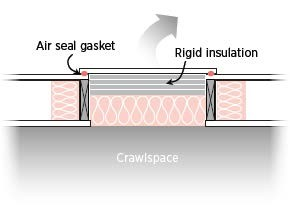 Air seal gasket
Rigid insulation
Crawlspace